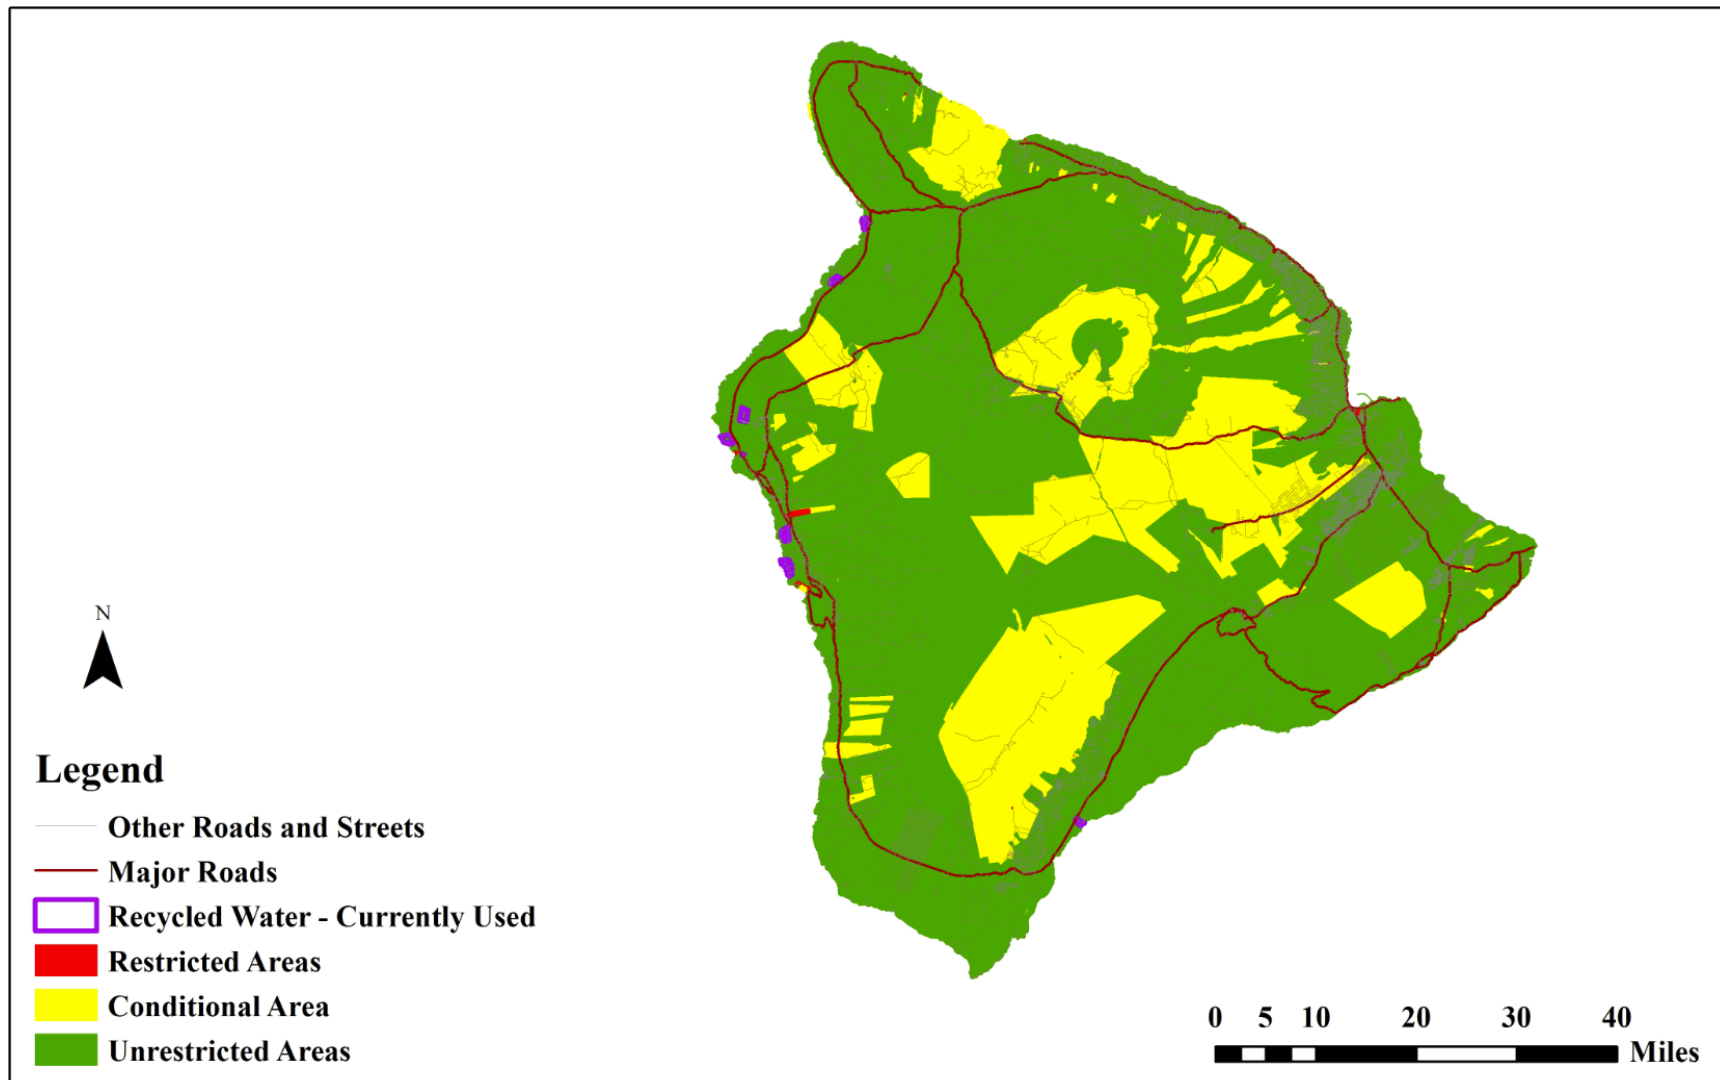 N
Legend
Other Roads and Streets
Major Roads
Recycled Water - Currently Used
Restricted Areas
Conditional Area
Unrestricted Areas
0 5 10 20 30 40
Miles